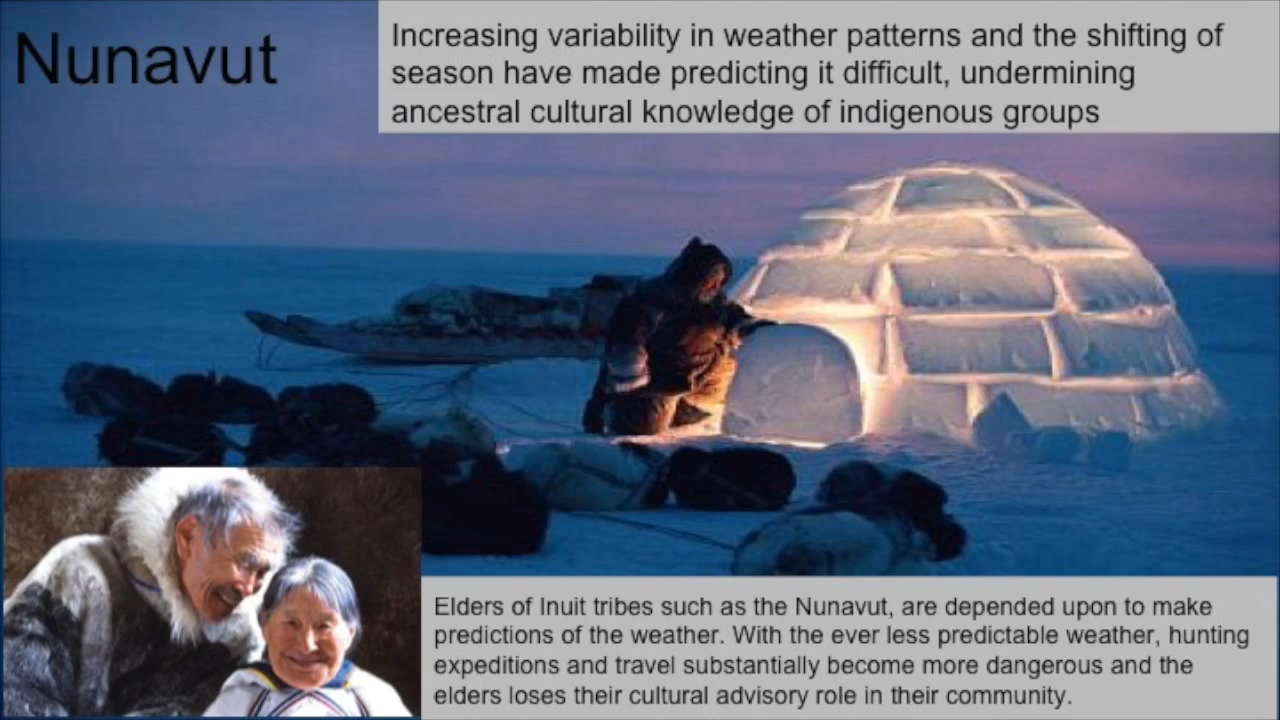 Nunavut
Increasing variability in weather patterns and the shifting of
season have made predicting it difficult, undermining
ancestral cultural knowledge of indigenous groups
Elders of Inuit tribes such as the Nunavut, are depended upon to make
predictions of the weather. With the ever less predictable weather, hunting
expeditions and travel substantially become more dangerous and the
elders loses their cultural advisory role in their community.